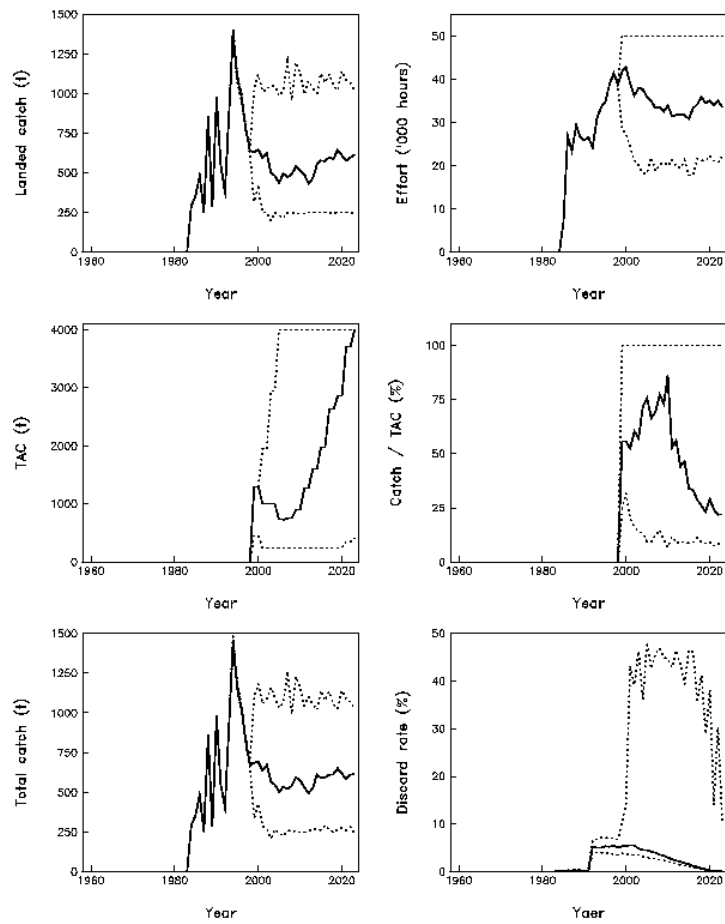 Landed catch (t)
1500
1250
1000
750
500
250
0
1960 1980 2000 2020
Year
Effort ('000 hours)
50
40
30
20
10
0
1960 1980 2000 2020
Year
TAC (t)
4000
3000
2000
1000
0
1960 1980 2000 2020
Year
Catch / TAC (%)
100
75
50
25
0
1960 1980 2000 2020
Year
Total catch (t)
1500
1250
1000
750
500
250
0
1960 1980 2000 2020
Year
Discard rate (%)
50
40
30
20
10
0
1960 1980 2000 2020
Yaer